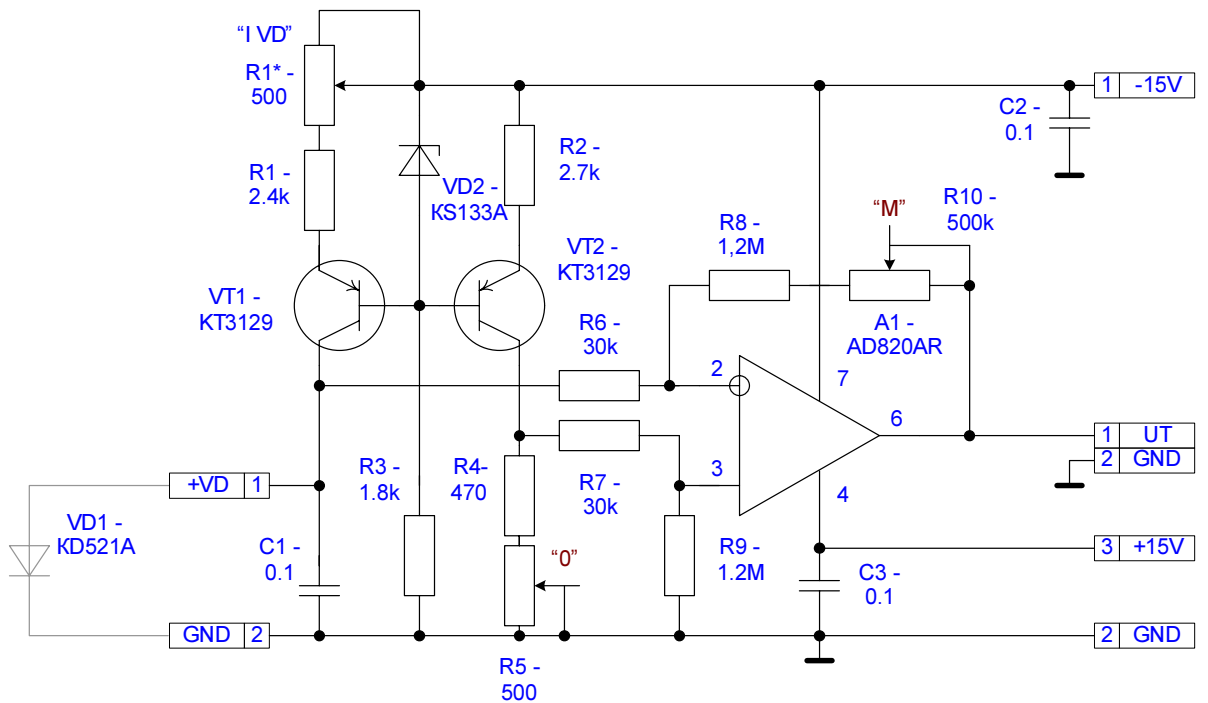 “I VD”
R1* -
500
1 -15V
C2 -
0.1
R1 -
2.4k
R2 -
2.7k
VD2 -
KS133A
“M”
R10 -
500k
R8 -
1,2M
VT2 -
KT3129
VT1 -
KT3129
R6 -
30k
A1 -
AD820AR
2
7
6
1 UT
2 GND
R3 -
1.8k
R4-
470
R7 -
30k
3
4
+VD 1
VD1 -
KD521A
C1 -
0.1
“0”
R9 -
1.2M
3 +15V
C3 -
0.1
GND 2
2 GND
R5 -
500